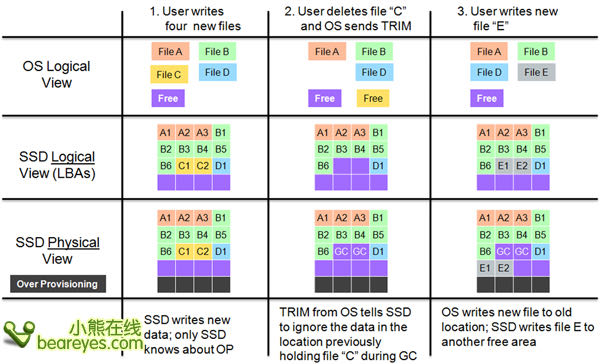 1. User writes
four new files
2. User deletes file “C”
and OS sends TRIM
3. User writes new
file “E”
OS Logical
View
File A
File B
File C
File D
Free
File A
File B
File D
Free
Free
File A
File B
File D
File E
Free
SSD Logical
View (LBAs)
A1 A2 A3 B1
B2 B3 B4 B5
B6 C1 C2 D1
A1 A2 A3 B1
B2 B3 B4 B5
B6 D1
A1 A2 A3 B1
B2 B3 B4 B5
B6 E1 E2 D1
SSD Physical
View
Over Provisioning
A1 A2 A3 B1
B2 B3 B4 B5
B6 C1 C2 D1
A1 A2 A3 B1
B2 B3 B4 B5
B6 GC GC D1
A1 A2 A3 B1
B2 B3 B4 B5
B6 GC GC D1
E1 E2
SSD writes new
data; only SSD
knows about OP
TRIM from OS tells SSD
to ignore the data in the
location previously
holding file “C” during GC
OS writes new file to old
location; SSD writes file E to
another free area
小熊在线
beareyes.com